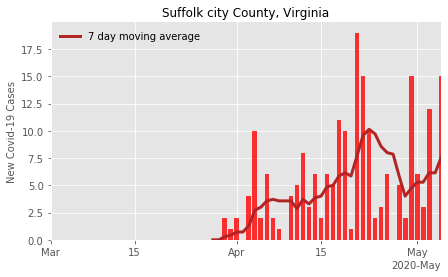 Suffolk city County, Virginia
7 day moving average
New Covid-19 Cases
17.5
15.0
12.5
10.0
7.5
5.0
2.5
0.0
Mar 15 Apr 15 May
2020-May